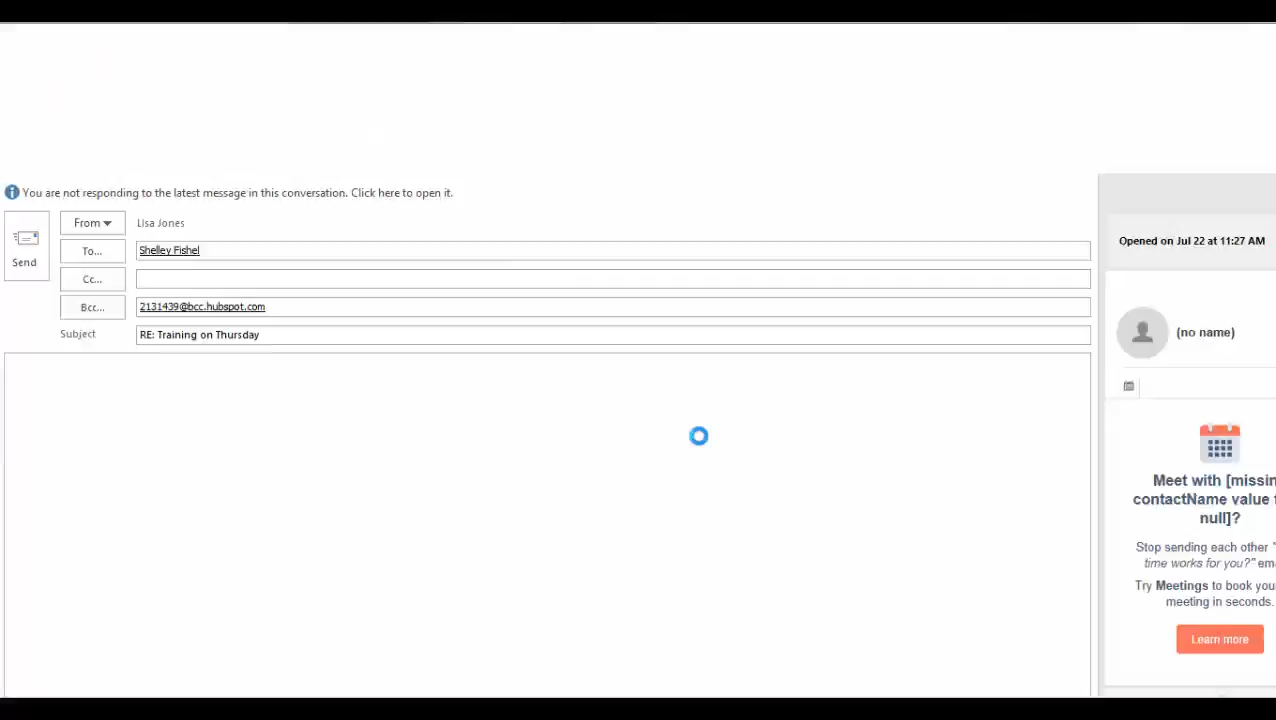 You are not responding to the latest message in this conversation. Click here to open it.
From
Lisa Jones
Send
To...
Shelley Fishel
Cc...
Bcc...
2131439@bcc.hubspot.com
Subject
RE: Training on Thursday
Opened on Jul 22 at 11:27 AM
(no name)
Meet with [missin
contactName value f
null]?
Stop sending each other "
time works for you?" ema
Try Meetings to book you
meeting in seconds.
Learn more